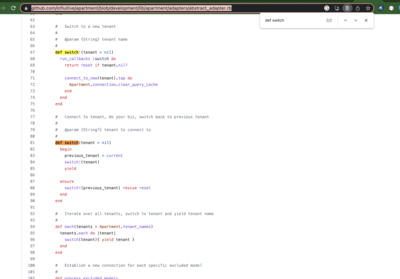 github.com/influitive/apartment/blob/development/lib/apartment/adapters/abstract_adapter.rb
def switch
2/2
62
63 #   Switch to a new tenant
64 #
65 #   @param {String} tenant name
66 #
67 def switch!(tenant = nil)
68 run_callbacks :switch do
69 return reset if tenant.nil?
70
71 connect_to_new(tenant).tap do
72 Apartment.connection.clear_query_cache
73 end
74 end
75 end
76
77 #   Connect to tenant, do your biz, switch back to previous tenant
78 #
79 #   @param {String?} tenant to connect to
80 #
81 def switch(tenant = nil)
82 begin
83 previous_tenant = current
84 switch!(tenant)
85 yield
86
87 ensure
88 switch!(previous_tenant) rescue reset
89 end
90 end
91
92 #   Iterate over all tenants, switch to tenant and yield tenant name
93 #
94 def each(tenants = Apartment.tenant_names)
95 tenants.each do |tenant|
96 switch(tenant){ yield tenant }
97 end
98 end
99
100 #   Establish a new connection for each specific excluded model
101 #
102 def process_excluded_models